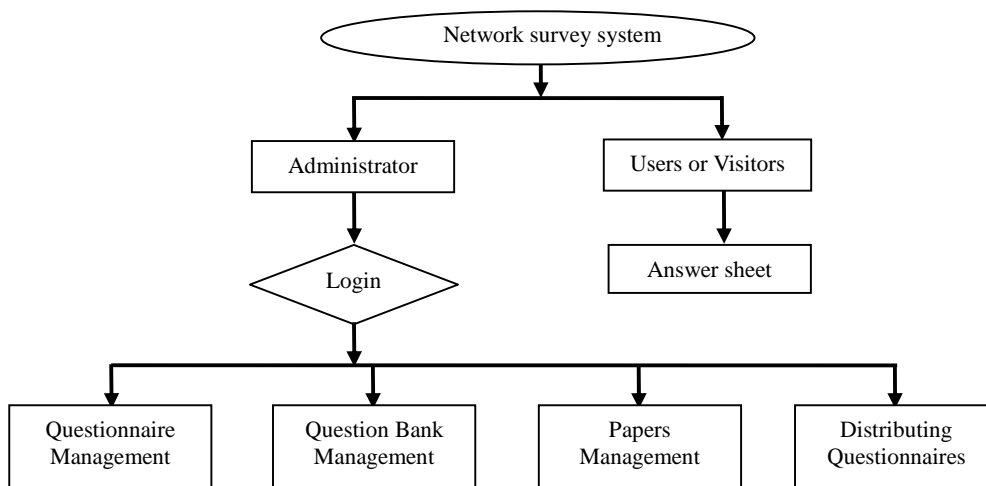 Network survey system
Administrator
Users or Visitors
Login
Answer sheet
Questionnaire
Management
Question Bank
Management
Papers
Management
Distributing
Questionnaires